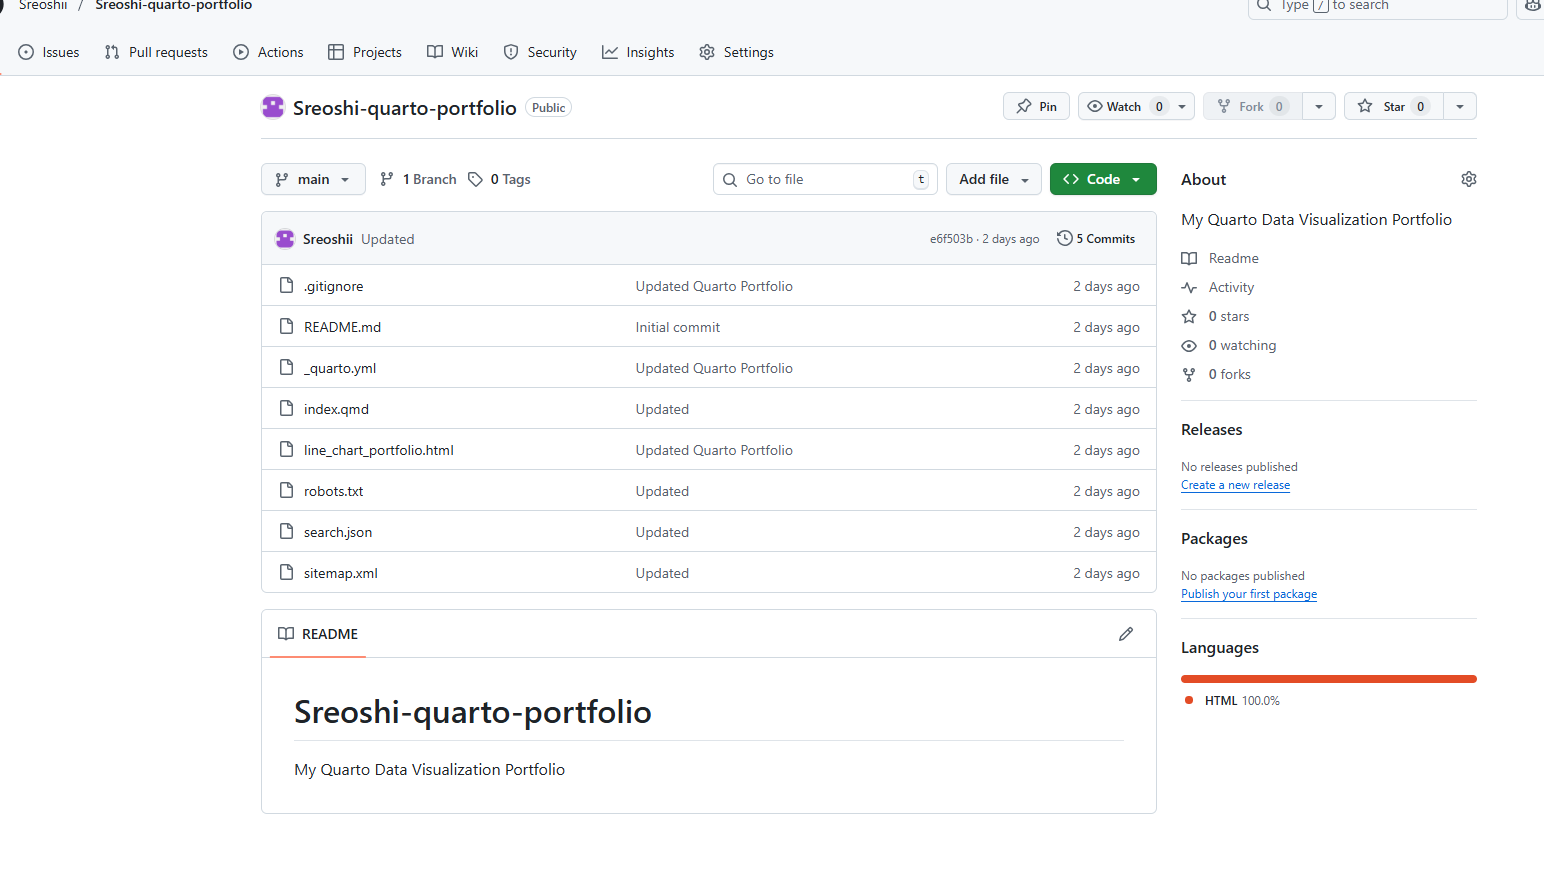 Sreoshii / Sreoshi-quarto-portfolio Type / to search
Issues Pull requests Actions Projects Wiki Security Insights Settings
Sreoshi-quarto-portfolio Public Pin Watch 0 Fork 0 Star 0
main 1 Branch 0 Tags Go to file t Add file Code
Sreoshii Updated e6f503b · 2 days ago 5 Commits
.gitignore Updated Quarto Portfolio 2 days ago
README.md Initial commit 2 days ago
_quarto.yml Updated Quarto Portfolio 2 days ago
index.qmd Updated 2 days ago
line_chart_portfolio.html Updated Quarto Portfolio 2 days ago
robots.txt Updated 2 days ago
search.json Updated 2 days ago
sitemap.xml Updated 2 days ago
README
Sreoshi-quarto-portfolio
My Quarto Data Visualization Portfolio
About
My Quarto Data Visualization Portfolio
Readme
Activity
0 stars
0 watching
0 forks
Releases
No releases published
Create a new release
Packages
No packages published
Publish your first package
Languages
HTML 100.0%